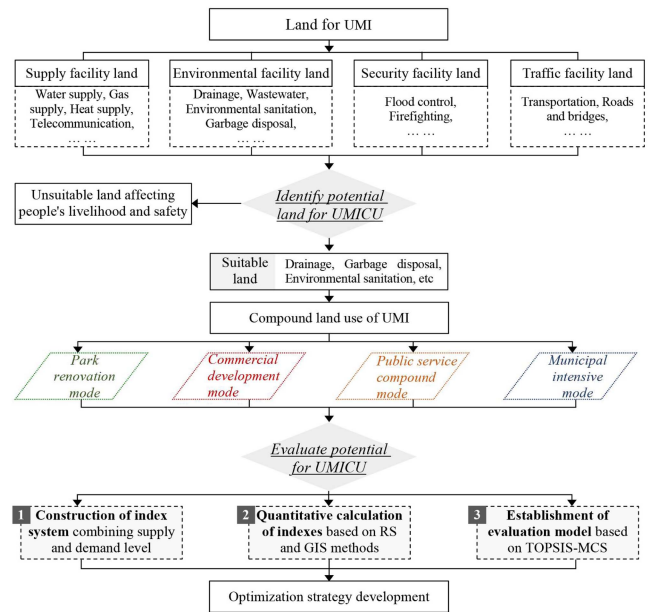 Land for UMI
Supply facility land
Water supply, Gas
supply, Heat supply,
Telecommunication,
… …
Environmental facility land
Drainage, Wastewater,
Environmental sanitation,
Garbage disposal,
… …
Security facility land
Flood control,
Firefighting,
… …
Traffic facility land
Transportation, Roads
and bridges,
… …
Identify potential
land for UMICU
Unsuitable land affecting
people's livelihood and safety
Suitable
land
Drainage, Garbage disposal,
Environmental sanitation, etc
Compound land use of UMI
Park
renovation
mode
Commercial
development
mode
Public service
compound
mode
Municipal
intensive
mode
Evaluate potential
for UMICU
1 Construction of index
system combining supply
and demand level
2 Quantitative calculation
of indexes based on RS
and GIS methods
3 Establishment of
evaluation model based
on TOPSIS-MCS
Optimization strategy development